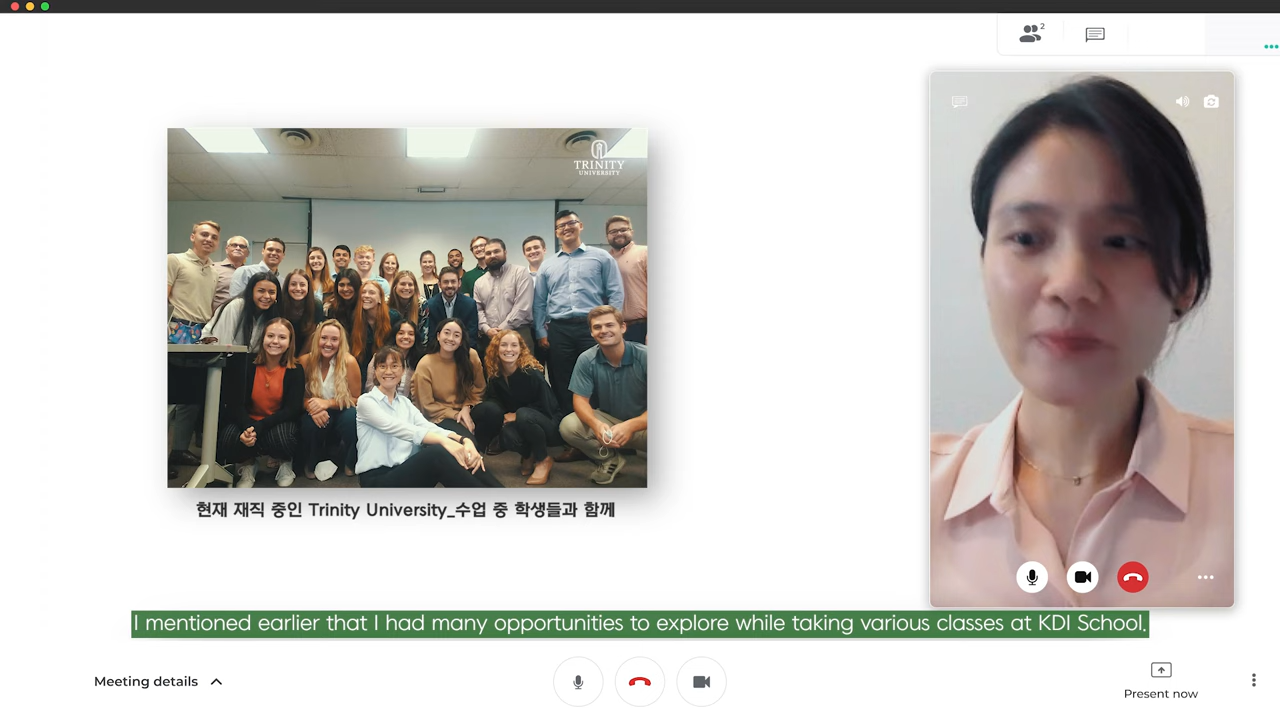 2
TRINITY
UNIVERSITY
현재 재직 중인 Trinity University_수업 중 학생들과 함께
I mentioned earlier that I had many opportunities to explore while taking various classes at KDI School.
Meeting details
Present now